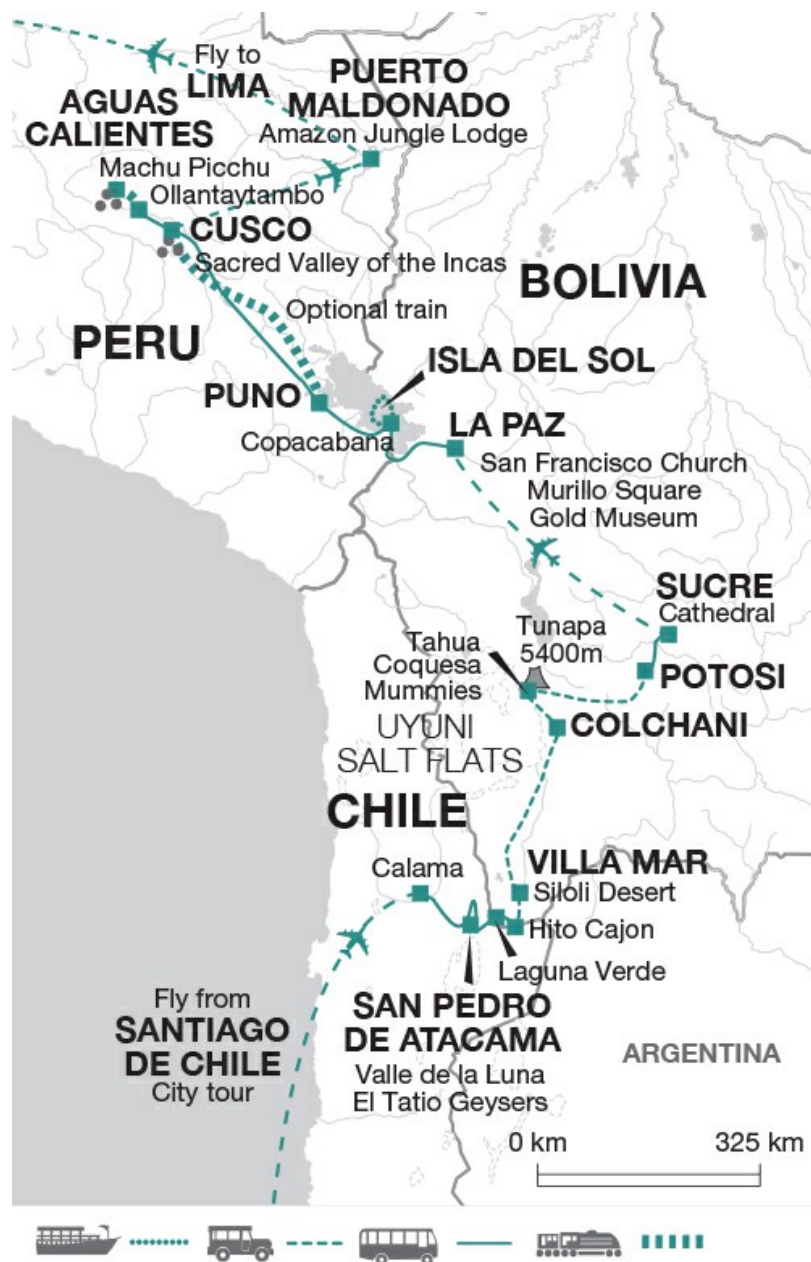 Fly to
LIMA
PUERTO
MALDONADO
Amazon Jungle Lodge
AGUAS
CALIENTES
Machu Picchu
Ollantaytambo
CUSCO
Sacred Valley of the Incas
Optional train
BOLIVIA
PERU
ISLA DEL SOL
PUNO
Copacabana
LA PAZ
San Francisco Church
Murillo Square
Gold Museum
SUCRE
Cathedral
Tunapa
5400m
Tahua
Coquesa
Mummies
POTOSI
COLCHANI
UYUNI
SALT FLATS
CHILE
Calama
VILLA MAR
Siloli Desert
Hito Cajon
Laguna Verde
Fly from
SANTIAGO
DE CHILE
City tour
SAN PEDRO
DE ATACAMA
Valle de la Luna
El Tatio Geysers
ARGENTINA
0 km
325 km